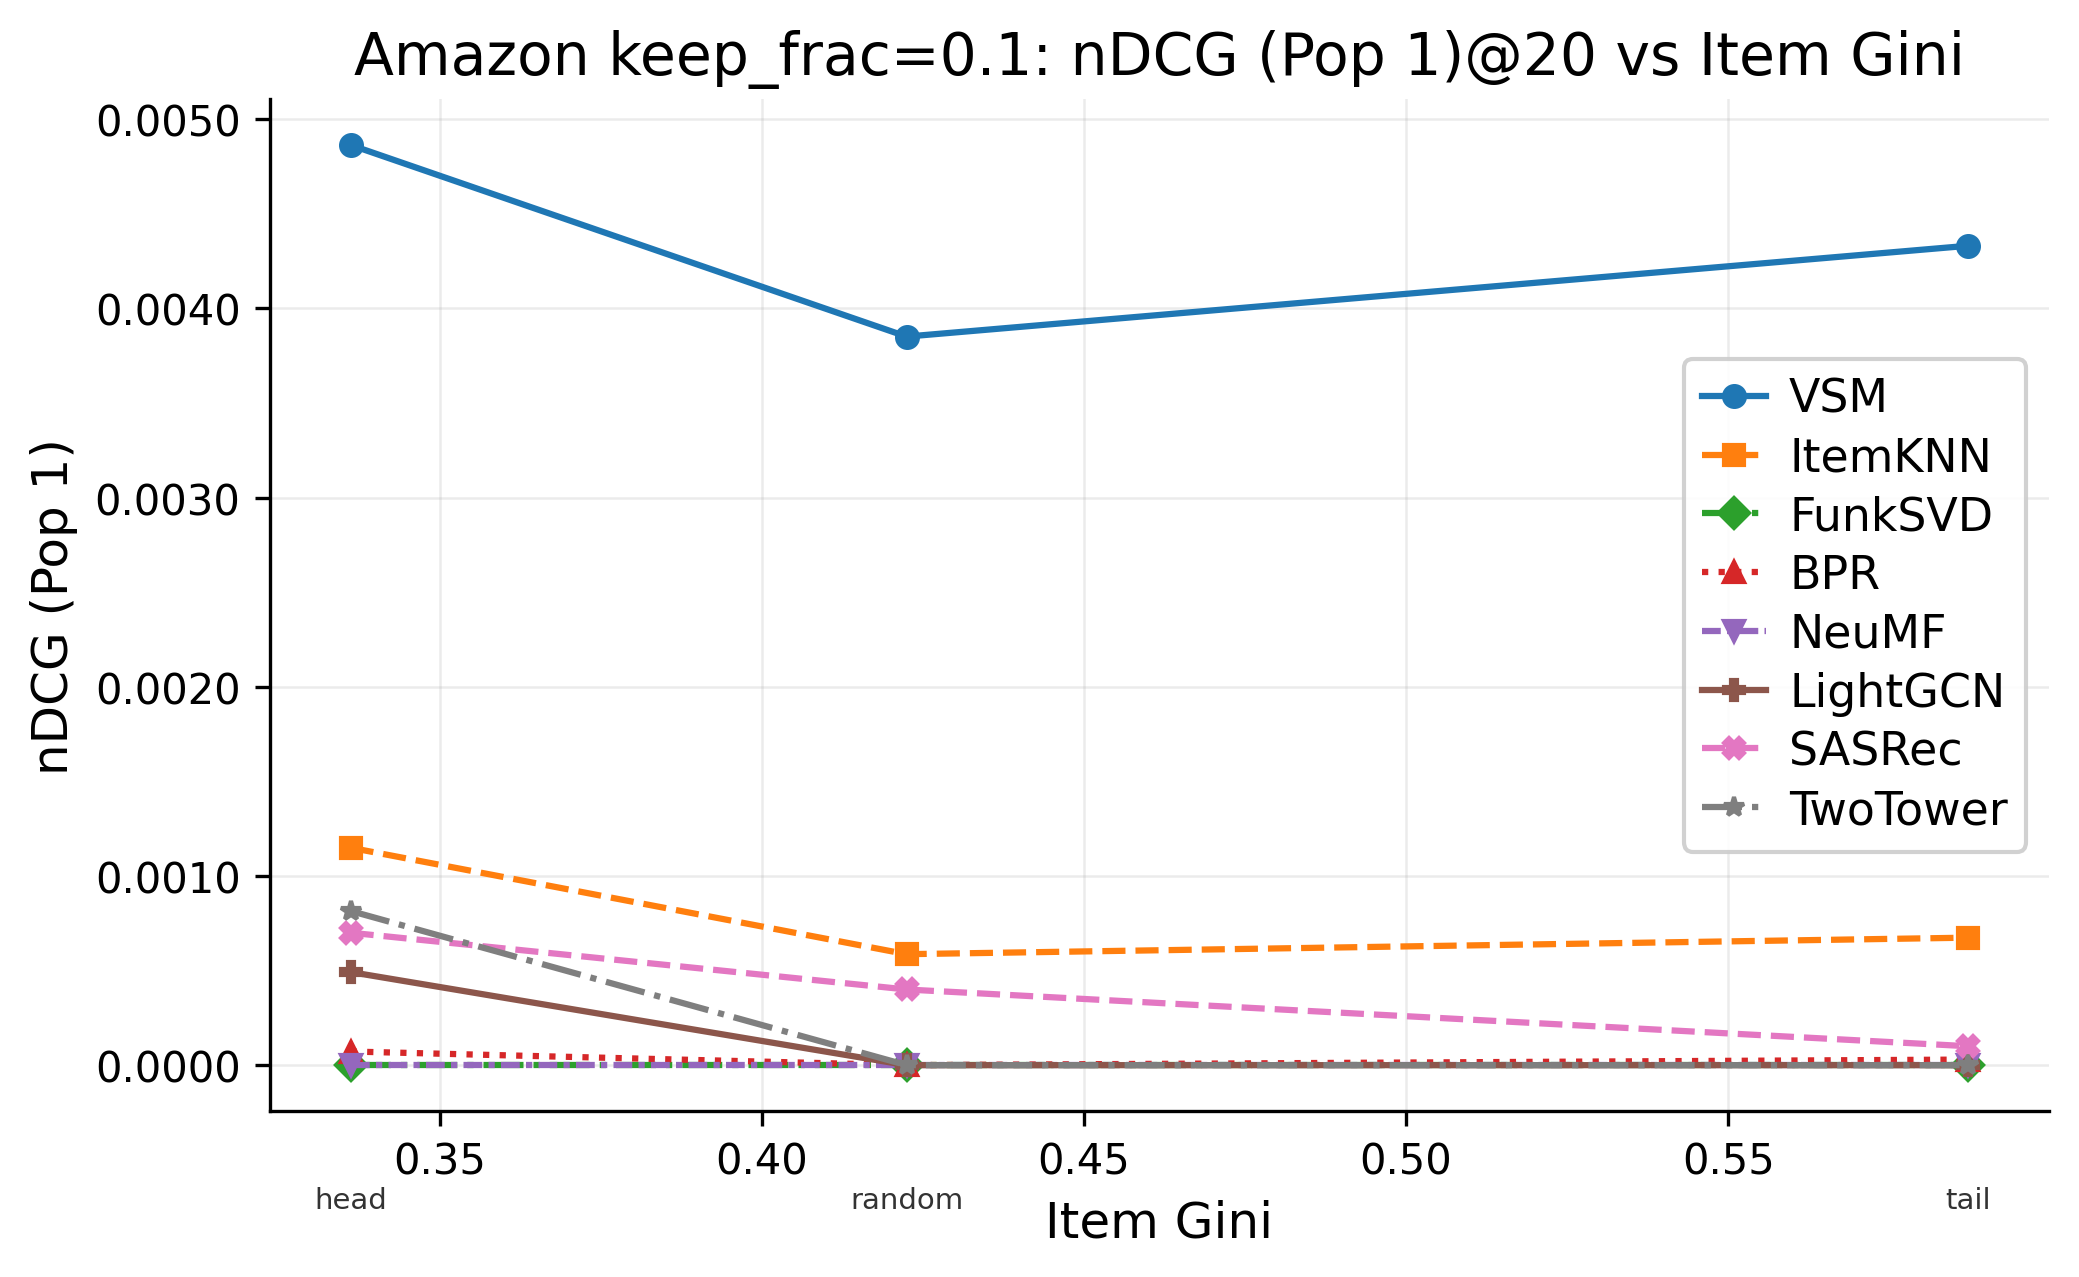 Amazon keep_frac=0.1: nDCG (Pop 1)@20 vs Item Gini
nDCG (Pop 1)
0.0050
0.0040
0.0030
0.0020
0.0010
0.0000
VSM
ItemKNN
FunkSVD
BPR
NeuMF
LightGCN
SASRec
TwoTower
0.35 0.40 0.45 0.50 0.55
head random tail
Item Gini